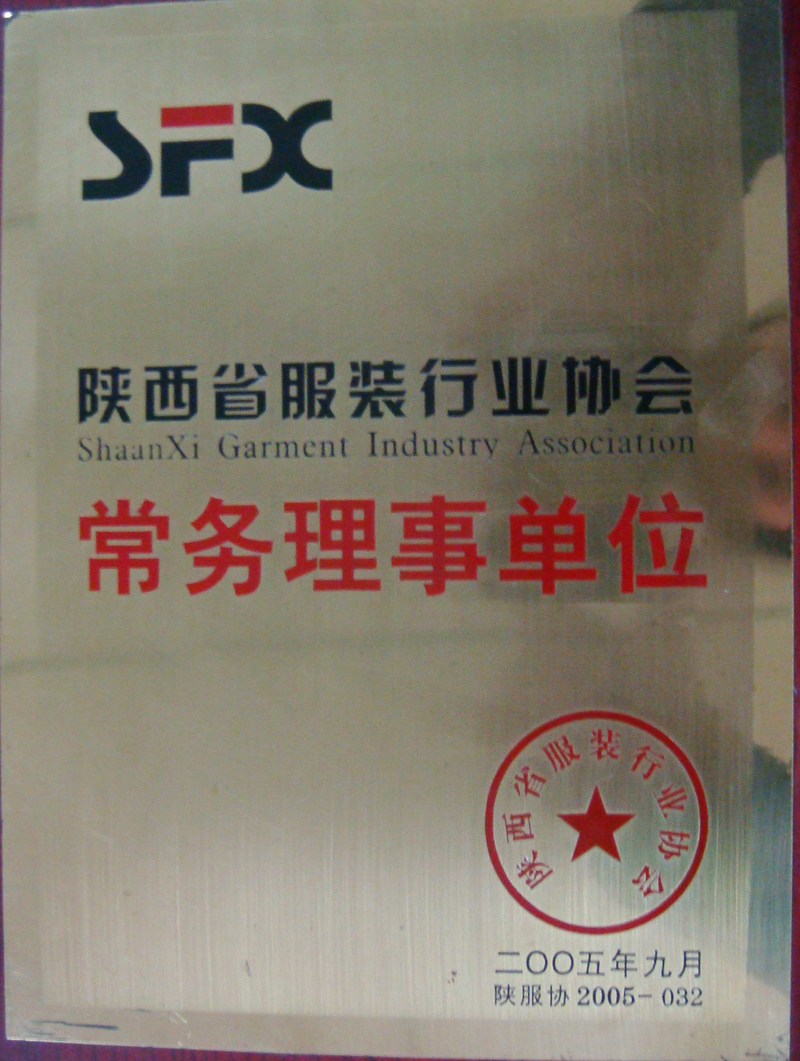 SFX
陕西省服装行业协会
ShaanXi Garment Industry Association
常务理事单位
陕西省服装行业协会
二〇〇五年九月
陕服协 2005- 032